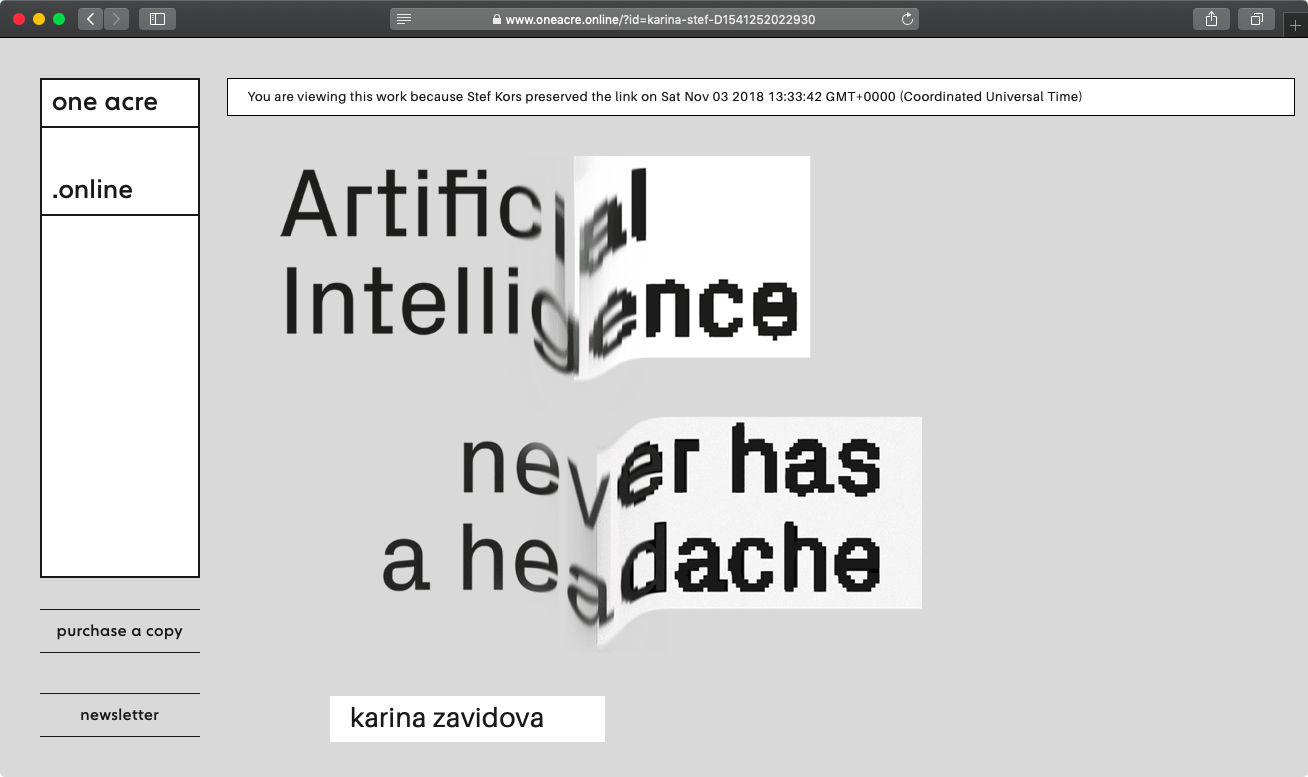 www.oneacre.online/?id=karina-stef-D1541252022930
one acre
.online
You are viewing this work because Stef Kors preserved the link on Sat Nov 03 2018 13:33:42 GMT+0000 (Coordinated Universal Time)
Artificial
Intelligence
never has
a headache
purchase a copy
newsletter
karina zavidova